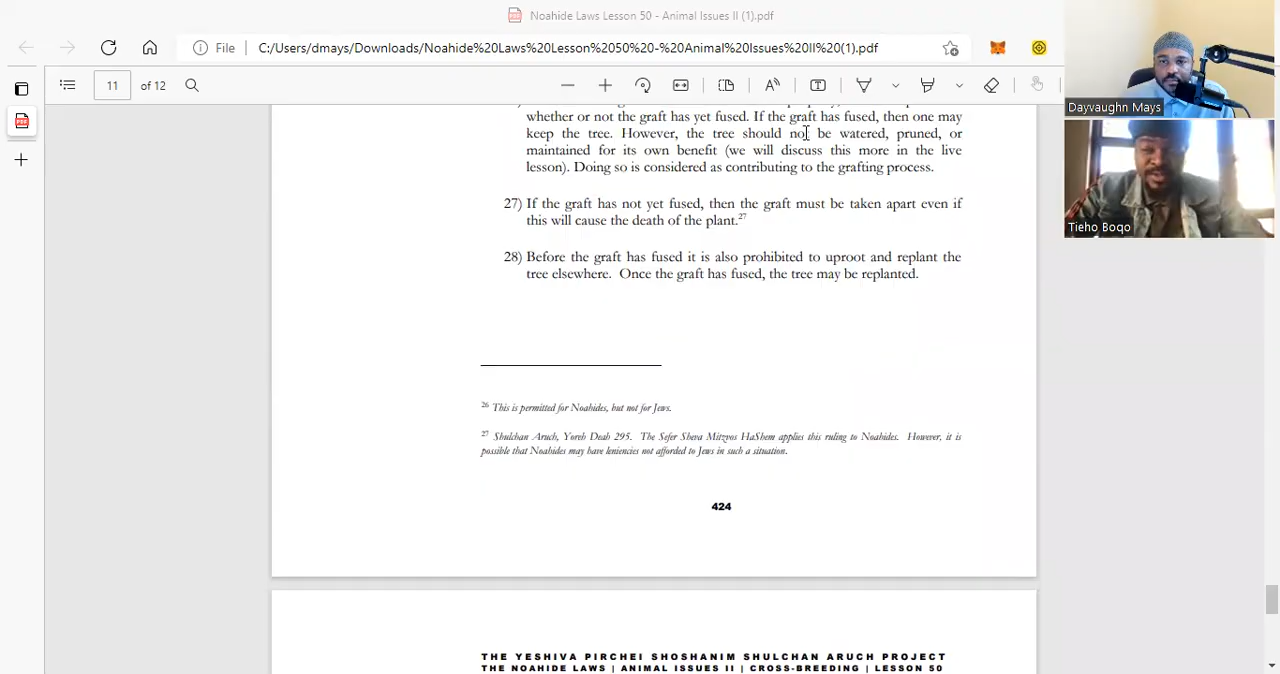 Noahide Laws Lesson 50 - Animal Issues II (1).pdf
File C:/Users/dmays/Downloads/Noahide%20Laws%20Lesson%2050%20-%20Animal%20Issues%20II%20(1).pdf
11 of 12
Dayvaughn Mays
Tieho Boqo
whether or not the graft has yet fused. If the graft has fused, then one may
keep the tree. However, the tree should not be watered, pruned, or
maintained for its own benefit (we will discuss this more in the live
lesson). Doing so is considered as contributing to the grafting process.
27) If the graft has not yet fused, then the graft must be taken apart even if
this will cause the death of the plant.27
28) Before the graft has fused it is also prohibited to uproot and replant the
tree elsewhere. Once the graft has fused, the tree may be replanted.
26 This is permitted for Noahides, but not for Jews.
27 Shulchan Aruch, Yoreh Deah 295. The Sefer Sheva Mitzvos HaShem applies this ruling to Noahides. However, it is
possible that Noahides may have leniencies not afforded to Jews in such a situation.
424
THE YESHIVA PIRCHEI SHOSHANIM SHULCHAN ARUCH PROJECT
THE NOAHIDE LAWS | ANIMAL ISSUES II | CROSS-BREEDING | LESSON 50